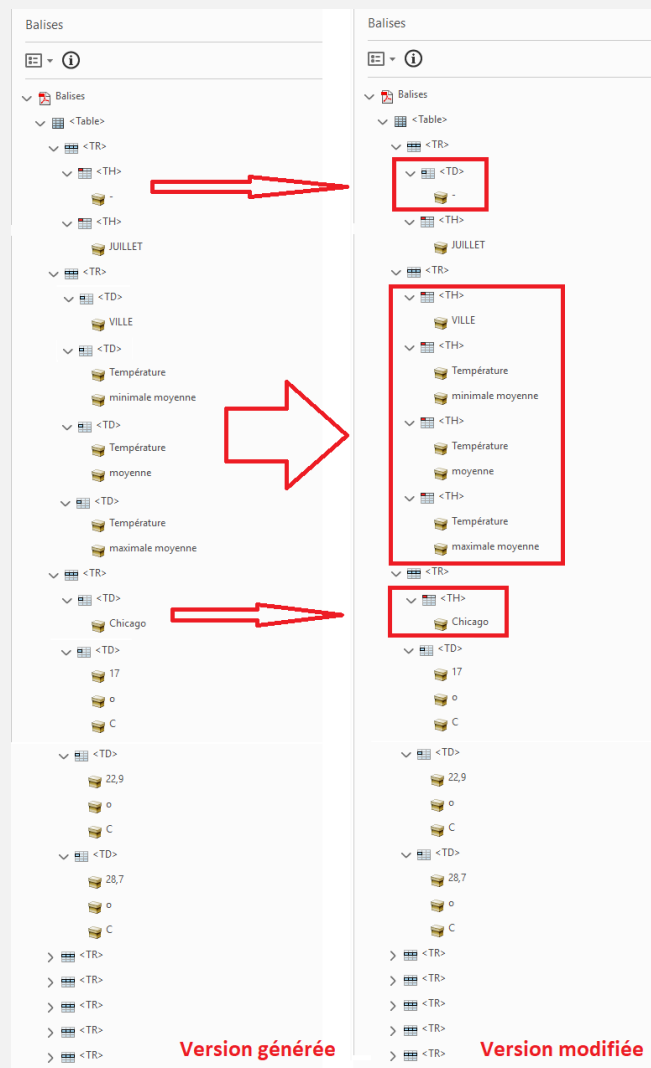 Balises
Balises
<Table>
<TR>
<TH>
-
<TH>
JUILLET
<TR>
<TD>
VILLE
<TD>
Température
minimale moyenne
<TD>
Température
moyenne
<TD>
Température
maximale moyenne
<TR>
<TD>
Chicago
<TD>
17
o
C
<TD>
22,9
o
C
<TD>
28,7
o
C
<TR>
<TR>
<TR>
<TR>
<TR>
Version générée
Balises
Balises
<Table>
<TR>
<TD>
-
<TH>
JUILLET
<TR>
<TH>
VILLE
<TH>
Température
minimale moyenne
<TH>
Température
moyenne
<TH>
Température
maximale moyenne
<TR>
<TH>
Chicago
<TD>
17
o
C
<TD>
22,9
o
C
<TD>
28,7
o
C
<TR>
<TR>
<TR>
<TR>
<TR>
Version modifiée